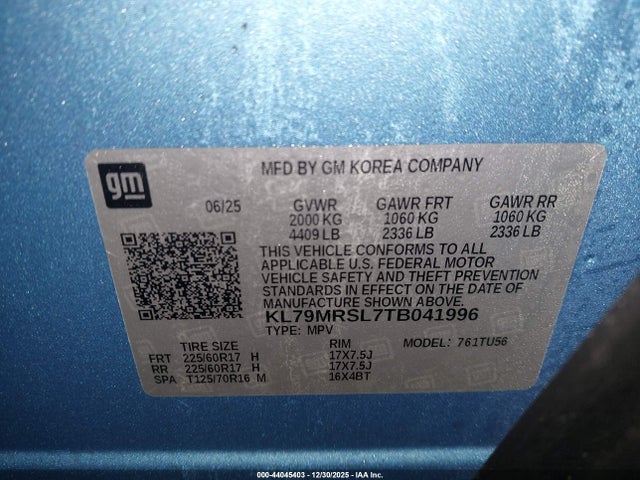 gm
MFD BY GM KOREA COMPANY
06/25 GVWR GAWR FRT GAWR RR
2000 KG 1060 KG 1060 KG
4409 LB 2336 LB 2336 LB
THIS VEHICLE CONFORMS TO ALL
APPLICABLE U.S. FEDERAL MOTOR
VEHICLE SAFETY AND THEFT PREVENTION
STANDARDS IN EFFECT ON THE DATE OF
MANUFACTURE SHOWN ABOVE.
KL79MRSL7TB041996
TYPE: MPV
TIRE SIZE RIM MODEL: 761TU56
FRT 225/60R17 H 17X7.5J
RR 225/60R17 H 17X7.5J
SPA T125/70R16 M 16X4BT
000-44045403 - 12/30/2025 - IAA Inc.